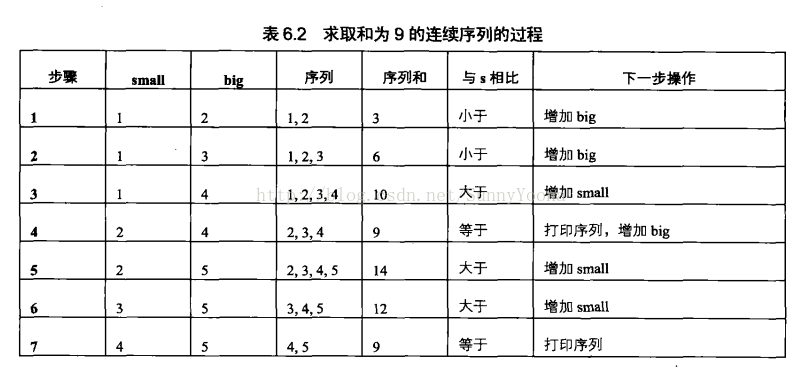 表 6.2 求取和为 9 的连续序列的过程
步骤 small big 序列 序列和 与 s 相比 下一步操作
1 1 2 1, 2 3 小于 增加 big
2 1 3 1, 2, 3 6 小于 增加 big
3 1 4 1, 2, 3, 4 10 大于 增加 small
4 2 4 2, 3, 4 9 等于 打印序列，增加 big
5 2 5 2, 3, 4, 5 14 大于 增加 small
6 3 5 3, 4, 5 12 大于 增加 small
7 4 5 4, 5 9 等于 打印序列